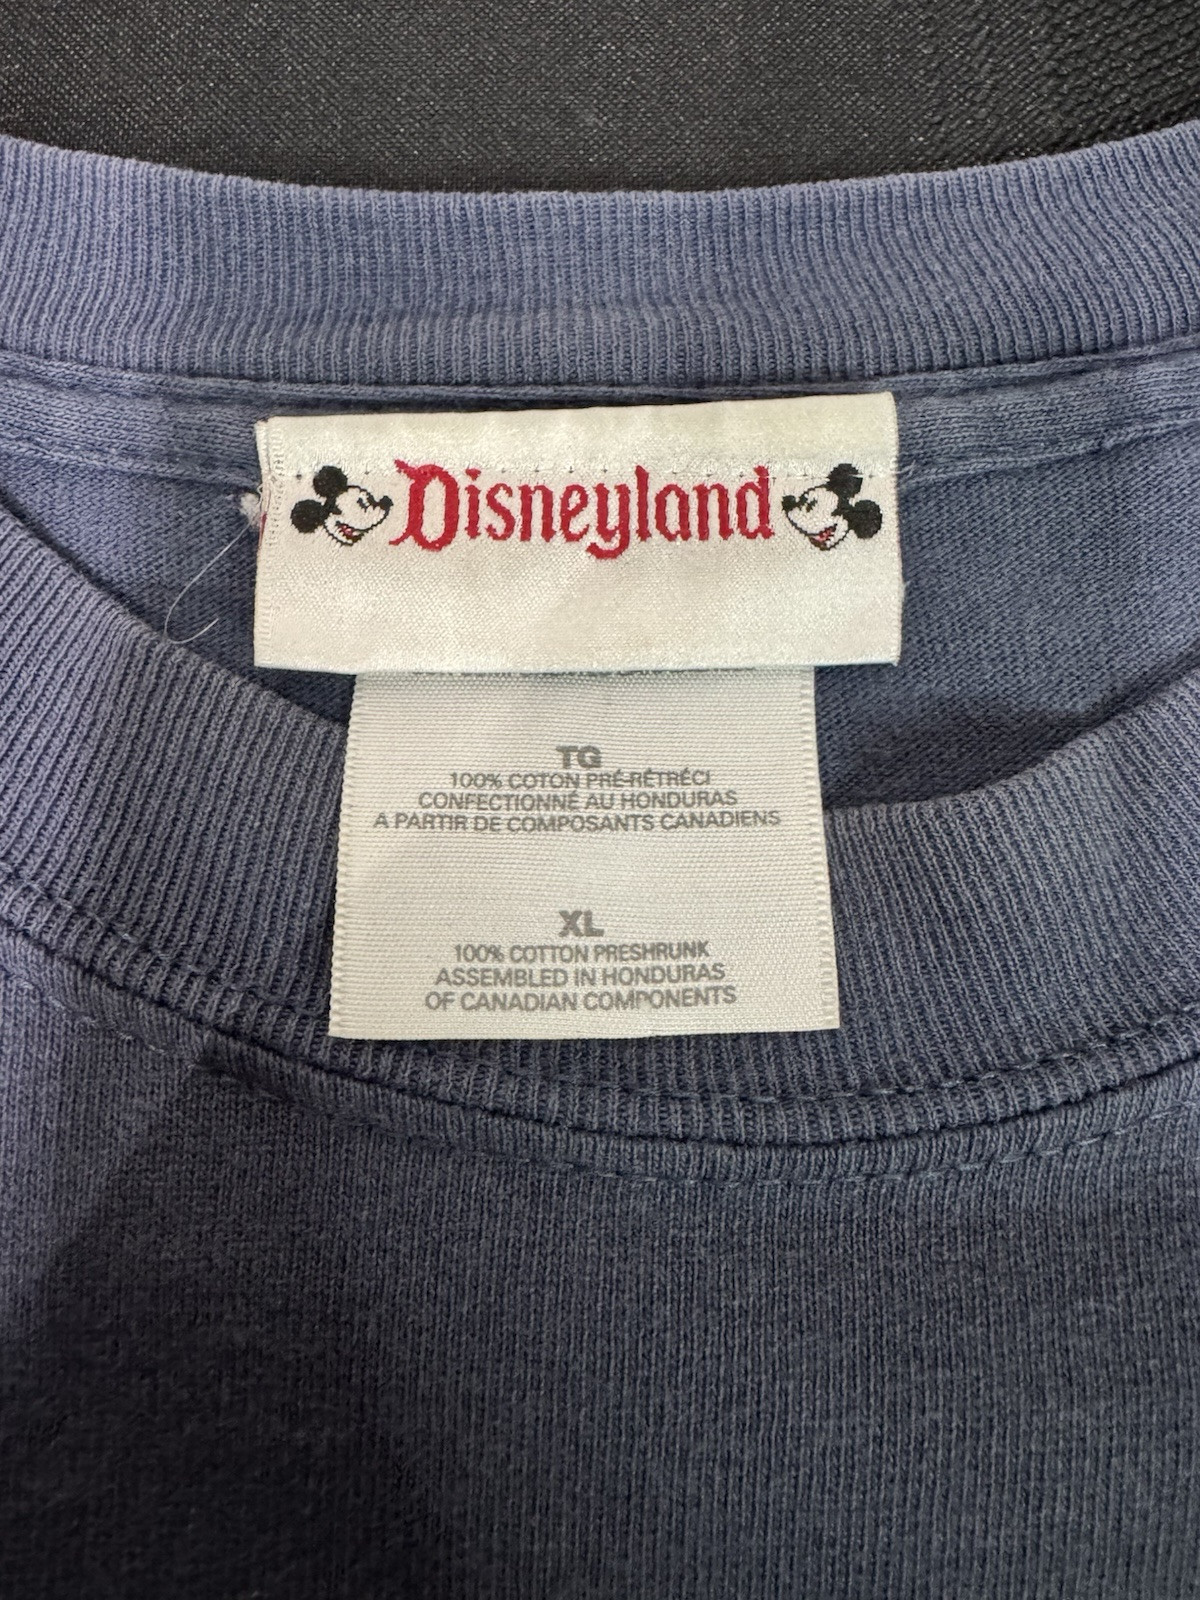 Disneyland
TG
100% COTON PRÉ-RÉTRÉCI
CONFECTIONNÉ AU HONDURAS
A PARTIR DE COMPOSANTS CANADIENS
XL
100% COTTON PRESHRUNK
ASSEMBLED IN HONDURAS
OF CANADIAN COMPONENTS